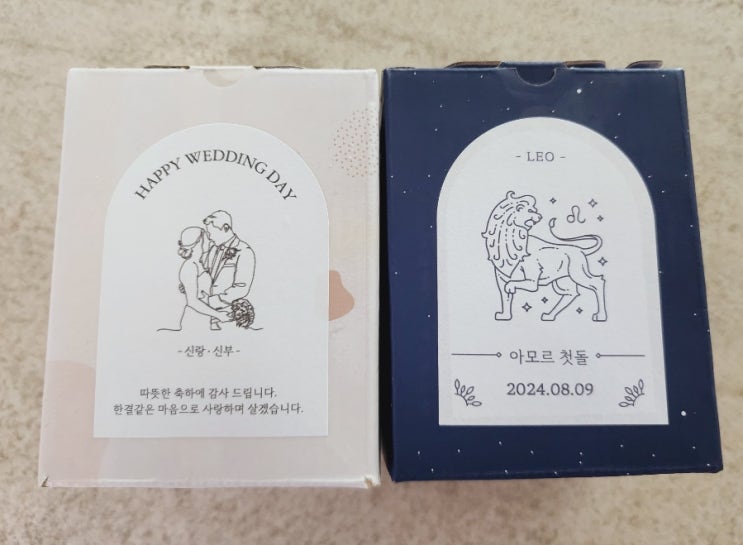 HAPPY WEDDING DAY
-신랑·신부-
따뜻한 축하에 감사 드립니다.
한결같은 마음으로 사랑하며 살겠습니다.
- LEO -
♌
아모르 첫돌
2024.08.09